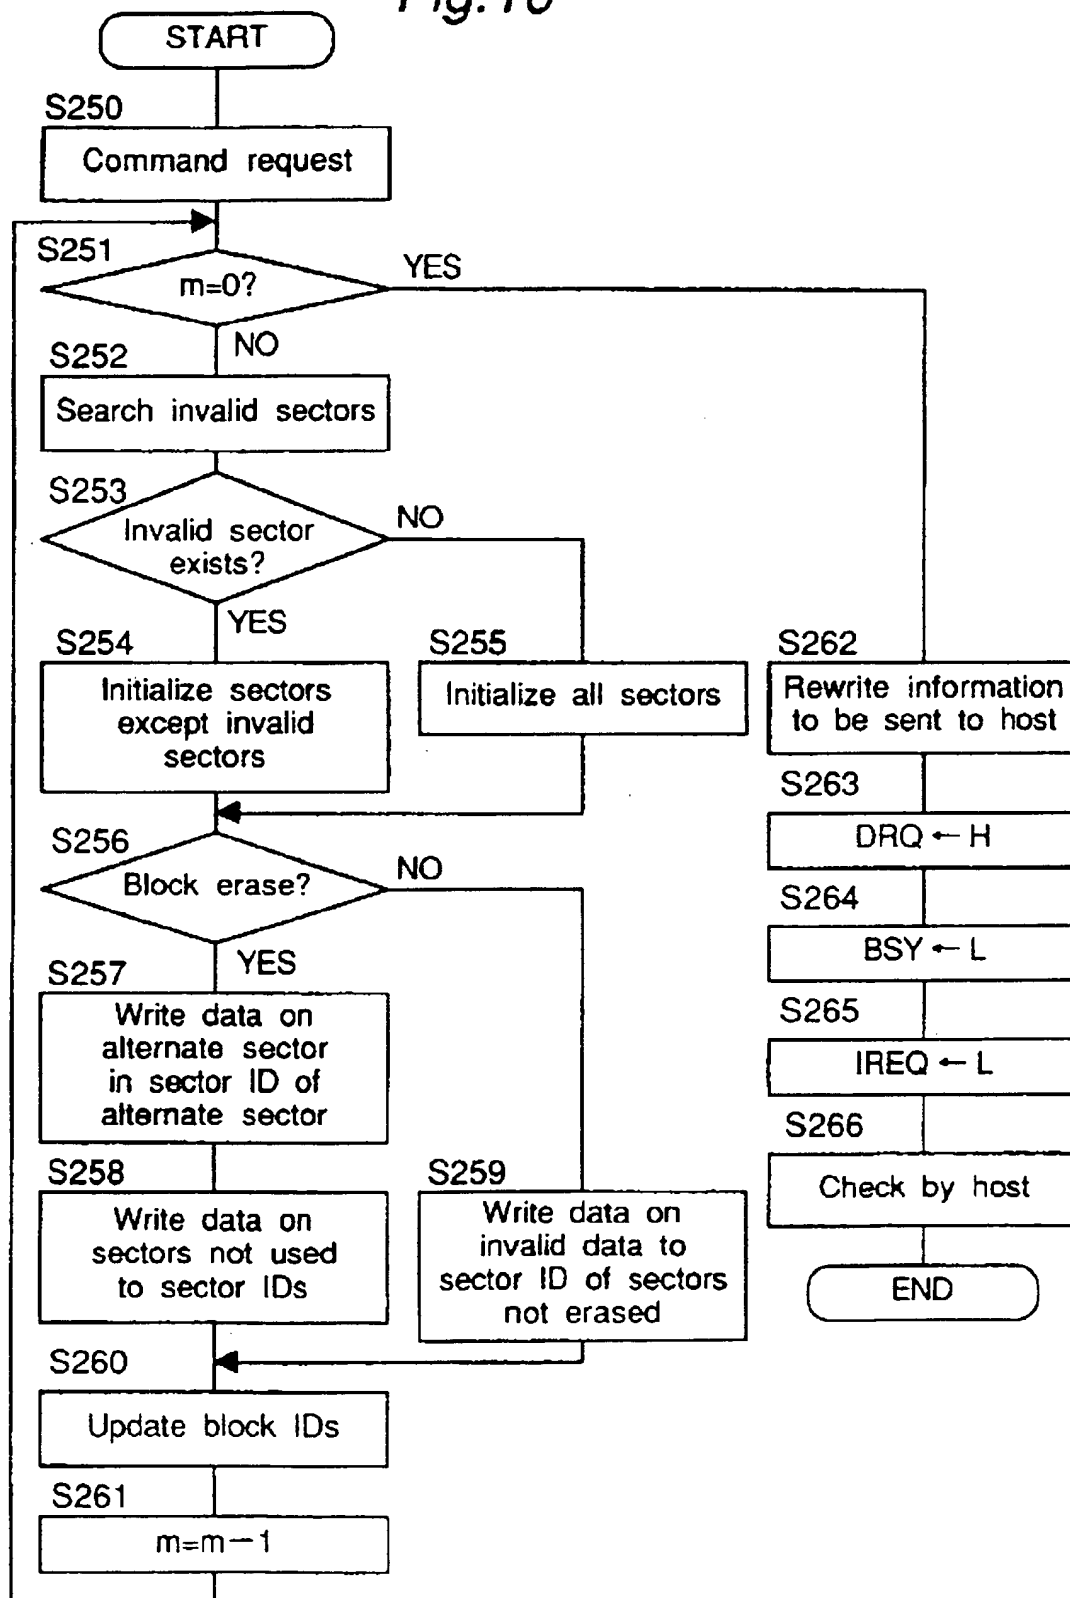 Fig.
START
S250
Command request
S251
m=0?
YES
NO
S252
Search invalid sectors
S253
Invalid sector
exists?
NO
YES
S254
Initialize sectors
except invalid
sectors
S255
Initialize all sectors
S256
Block erase?
NO
YES
S257
Write data on
alternate sector
in sector ID of
alternate sector
S258
Write data on
sectors not used
to sector IDs
S259
Write data on
invalid data to
sector ID of sectors
not erased
S260
Update block IDs
S261
m=m−1
S262
Rewrite information
to be sent to host
S263
DRQ ← H
S264
BSY ← L
S265
IREQ ← L
S266
Check by host
END